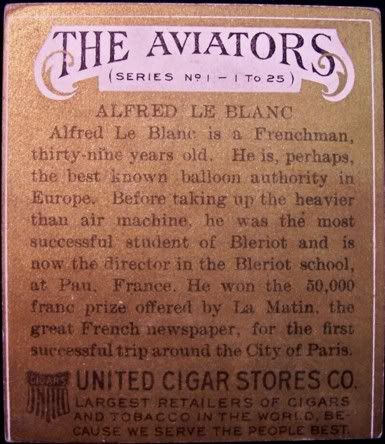 THE AVIATORS
(SERIES Nọ 1 – 1 TO 25)
ALFRED LE BLANC
Alfred Le Blanc is a Frenchman,
thirty-nine years old. He is, perhaps,
the best known balloon authority in
Europe. Before taking up the heavier
than air machine, he was the most
successful student of Bleriot and is
now the director in the Bleriot school,
at Pau, France. He won the 50,000
franc prize offered by La Matin, the
great French newspaper, for the first
successful trip around the City of Paris.
CIGARS
UNITED CIGAR STORES CO.
LARGEST RETAILERS OF CIGARS
AND TOBACCO IN THE WORLD, BE-
CAUSE WE SERVE THE PEOPLE BEST.